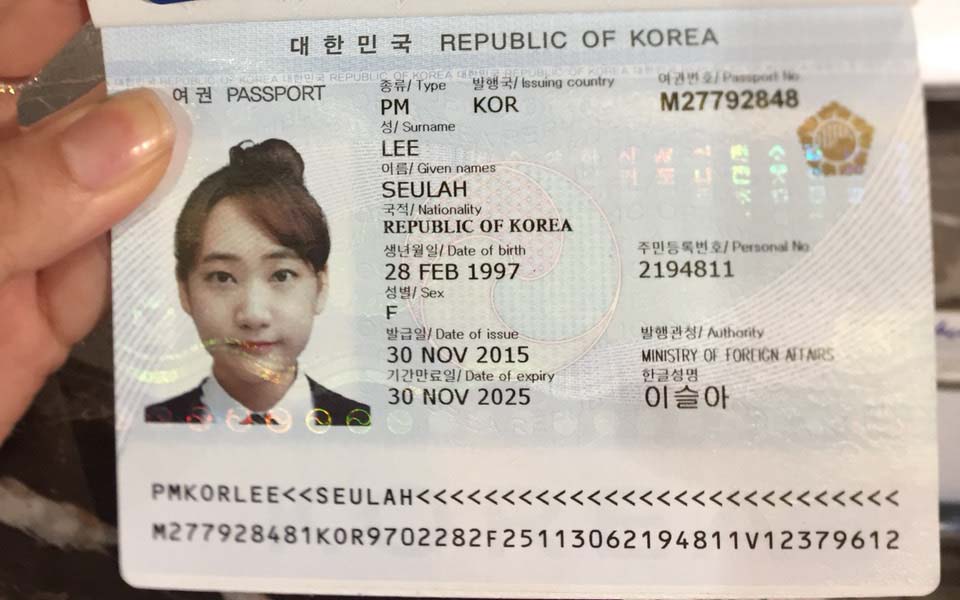 대한민국 REPUBLIC OF KOREA
여권 PASSPORT
종류/ Type 발행국/ Issuing country 여권번호/ Passport No
PM KOR M27792848
성/ Surname
LEE
이름/ Given names
SEULAH
국적/ Nationality
REPUBLIC OF KOREA
생년월일/ Date of birth 주민등록번호/ Personal No
28 FEB 1997 2194811
성별/ Sex
F
발급일/ Date of issue 발행관청/ Authority
30 NOV 2015 MINISTRY OF FOREIGN AFFAIRS
기간만료일/ Date of expiry 한글성명
30 NOV 2025 이슬아
PMKORLEE<<SEULAH<<<<<<<<<<<<<<<<<<<<<<<<<<<<
M277928481KOR9702282F25113062194811V12379612